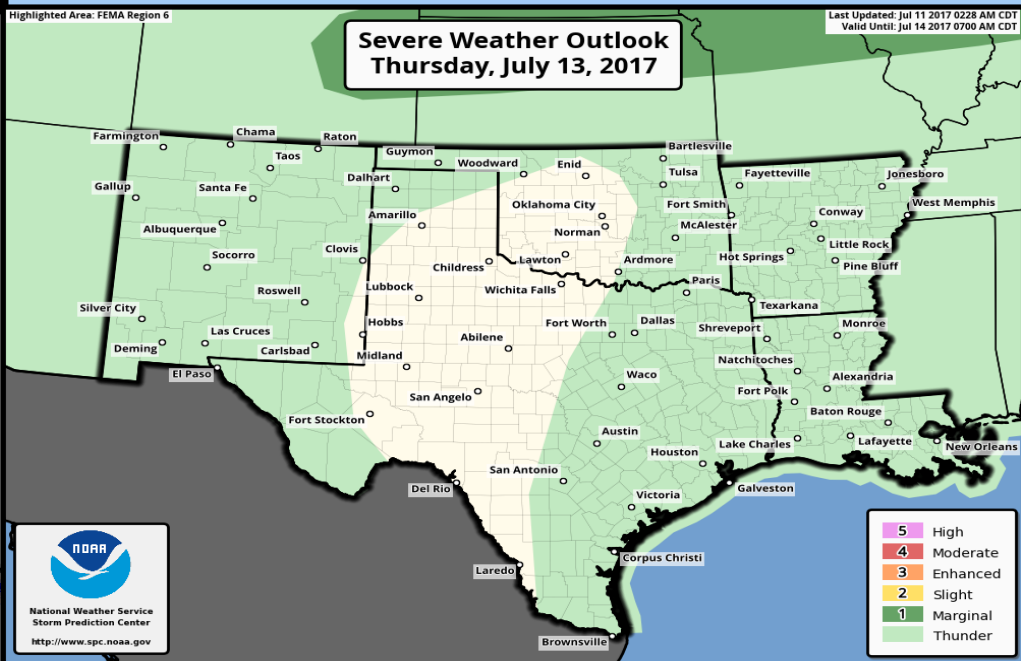 Highlighted Area: FEMA Region 6
Last Updated: Jul 11 2017 0228 AM CDT
Valid Until: Jul 14 2017 0700 AM CDT
Severe Weather Outlook
Thursday, July 13, 2017
Farmington
Chama
Raton
Taos
Guymon
Woodward
Enid
Bartlesville
Tulsa
Fayetteville
Jonesboro
Gallup
Santa Fe
Dalhart
Amarillo
Oklahoma City
Fort Smith
West Memphis
Albuquerque
Norman
McAlester
Conway
Socorro
Clovis
Childress
Lawton
Ardmore
Hot Springs
Little Rock
Pine Bluff
Roswell
Lubbock
Wichita Falls
Paris
Texarkana
Silver City
Las Cruces
Hobbs
Abilene
Fort Worth
Dallas
Shreveport
Monroe
Deming
Carlsbad
Midland
Natchitoches
El Paso
San Angelo
Waco
Fort Polk
Alexandria
Fort Stockton
Austin
Baton Rouge
Houston
Lake Charles
Lafayette
New Orleans
Del Rio
San Antonio
Victoria
Galveston
Laredo
Corpus Christi
Brownsville
NOAA
National Weather Service
Storm Prediction Center
http://www.spc.noaa.gov
5 High
4 Moderate
3 Enhanced
2 Slight
1 Marginal
Thunder